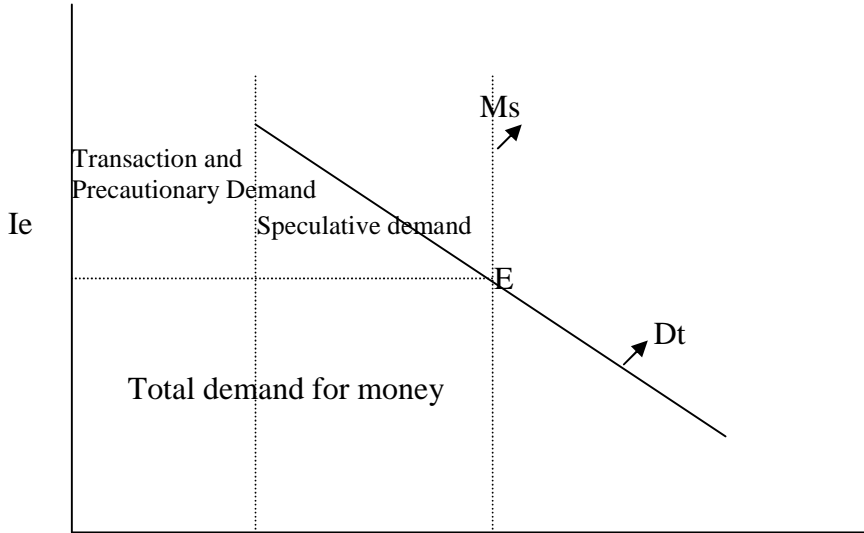 Ms
Transaction and
Precautionary Demand
Ie
Speculative demand
E
Dt
Total demand for money